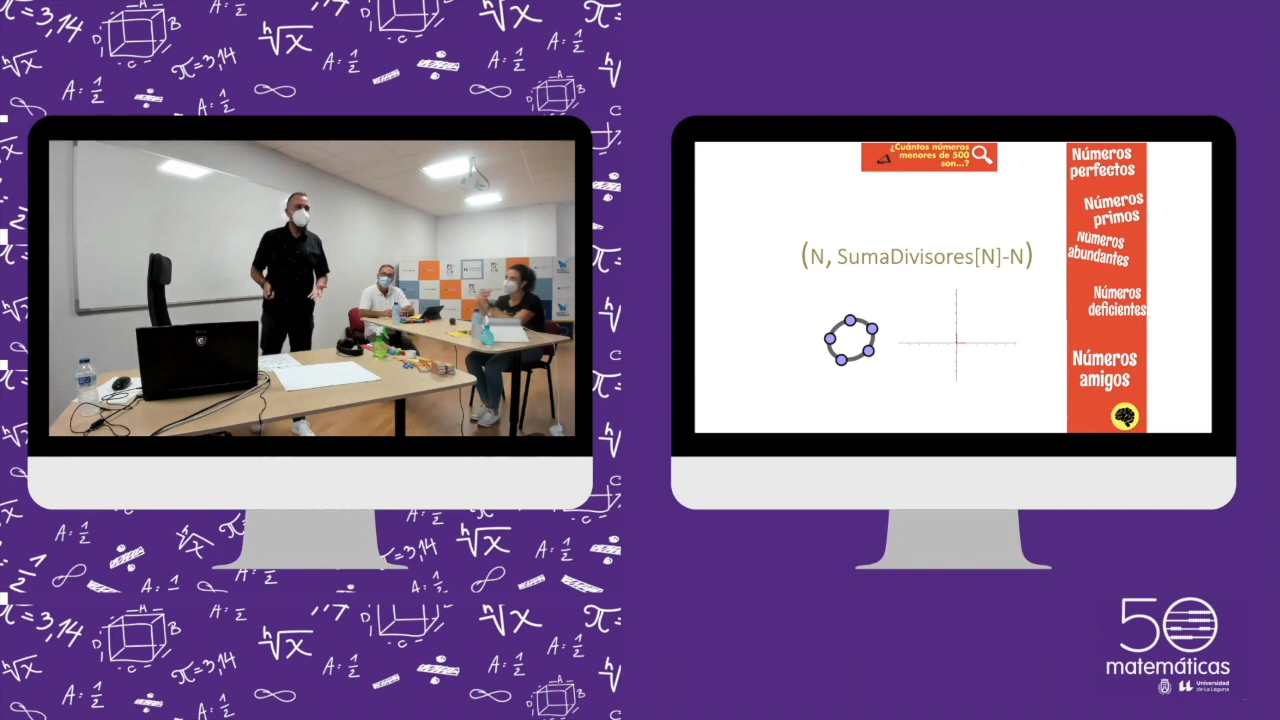 ¿Cuántos números
menores de 500
son...?
(N, SumaDivisores[N]-N)
Números
perfectos
Números
primos
Números
abundantes
Números
deficientes
Números
amigos
50
matemáticas
Universidad
de La Laguna
π=3,14
A
B
C
D
n√x
A=1/2